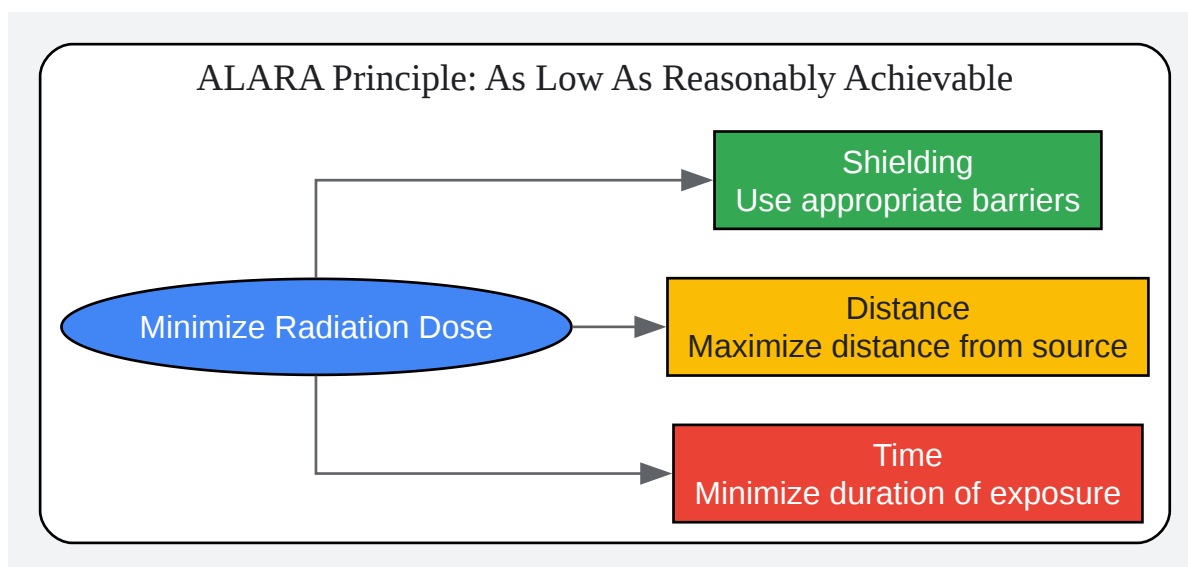 ALARA Principle: As Low As Reasonably Achievable
Shielding
Use appropriate barriers
Minimize Radiation Dose
Distance
Maximize distance from source
Time
Minimize duration of exposure